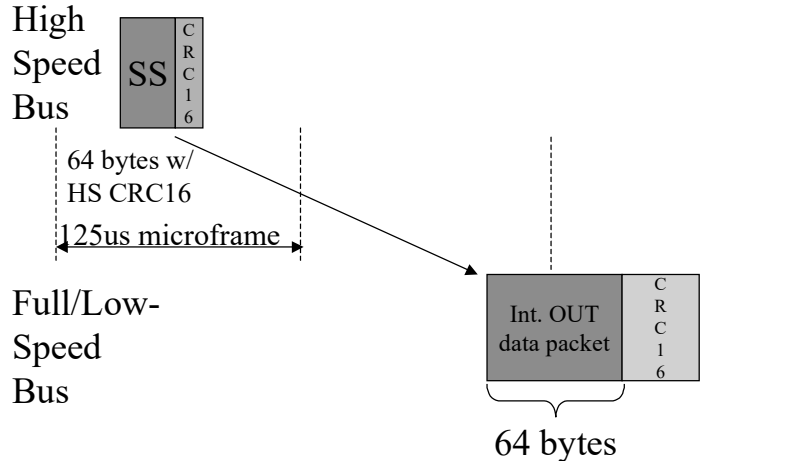 High
Speed
Bus
SS
C
R
C
1
6
64 bytes w/
HS CRC16
125us microframe
Full/Low-
Speed
Bus
Int. OUT
data packet
C
R
C
1
6
64 bytes